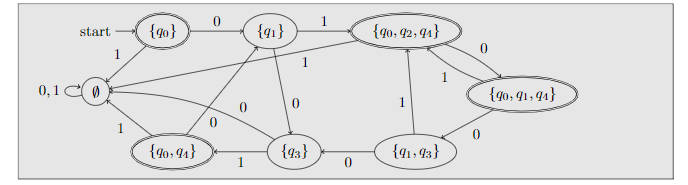 start {q₀} 0 {q₁} 1 {q₀, q₂, q₄}
1 1 0
0, 1 ∅ 0 0 1 1 {q₀, q₁, q₄}
1 0 0
{q₀, q₄} 1 {q₃} 0 {q₁, q₃}